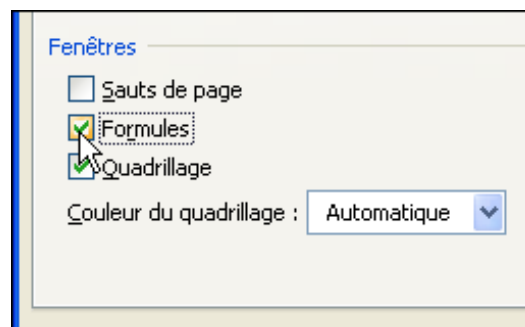 Fenêtres
Sauts de page
Formules
Quadrillage
Couleur du quadrillage : Automatique